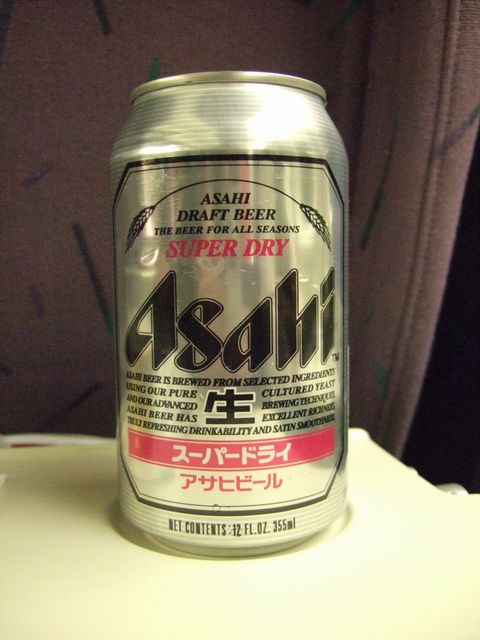 ASAHI
DRAFT BEER
THE BEER FOR ALL SEASONS
SUPER DRY
Asahi TM
ASAHI BEER IS BREWED FROM SELECTED INGREDIENTS
USING OUR PURE CULTURED YEAST
AND OUR ADVANCED BREWING TECHNIQUES.
ASAHI BEER HAS EXCELLENT RICHNESS,
TRULY REFRESHING DRINKABILITY AND SATIN SMOOTHNESS.
生
スーパードライ
アサヒビール
NET CONTENTS: 12 FL.OZ. 355ml